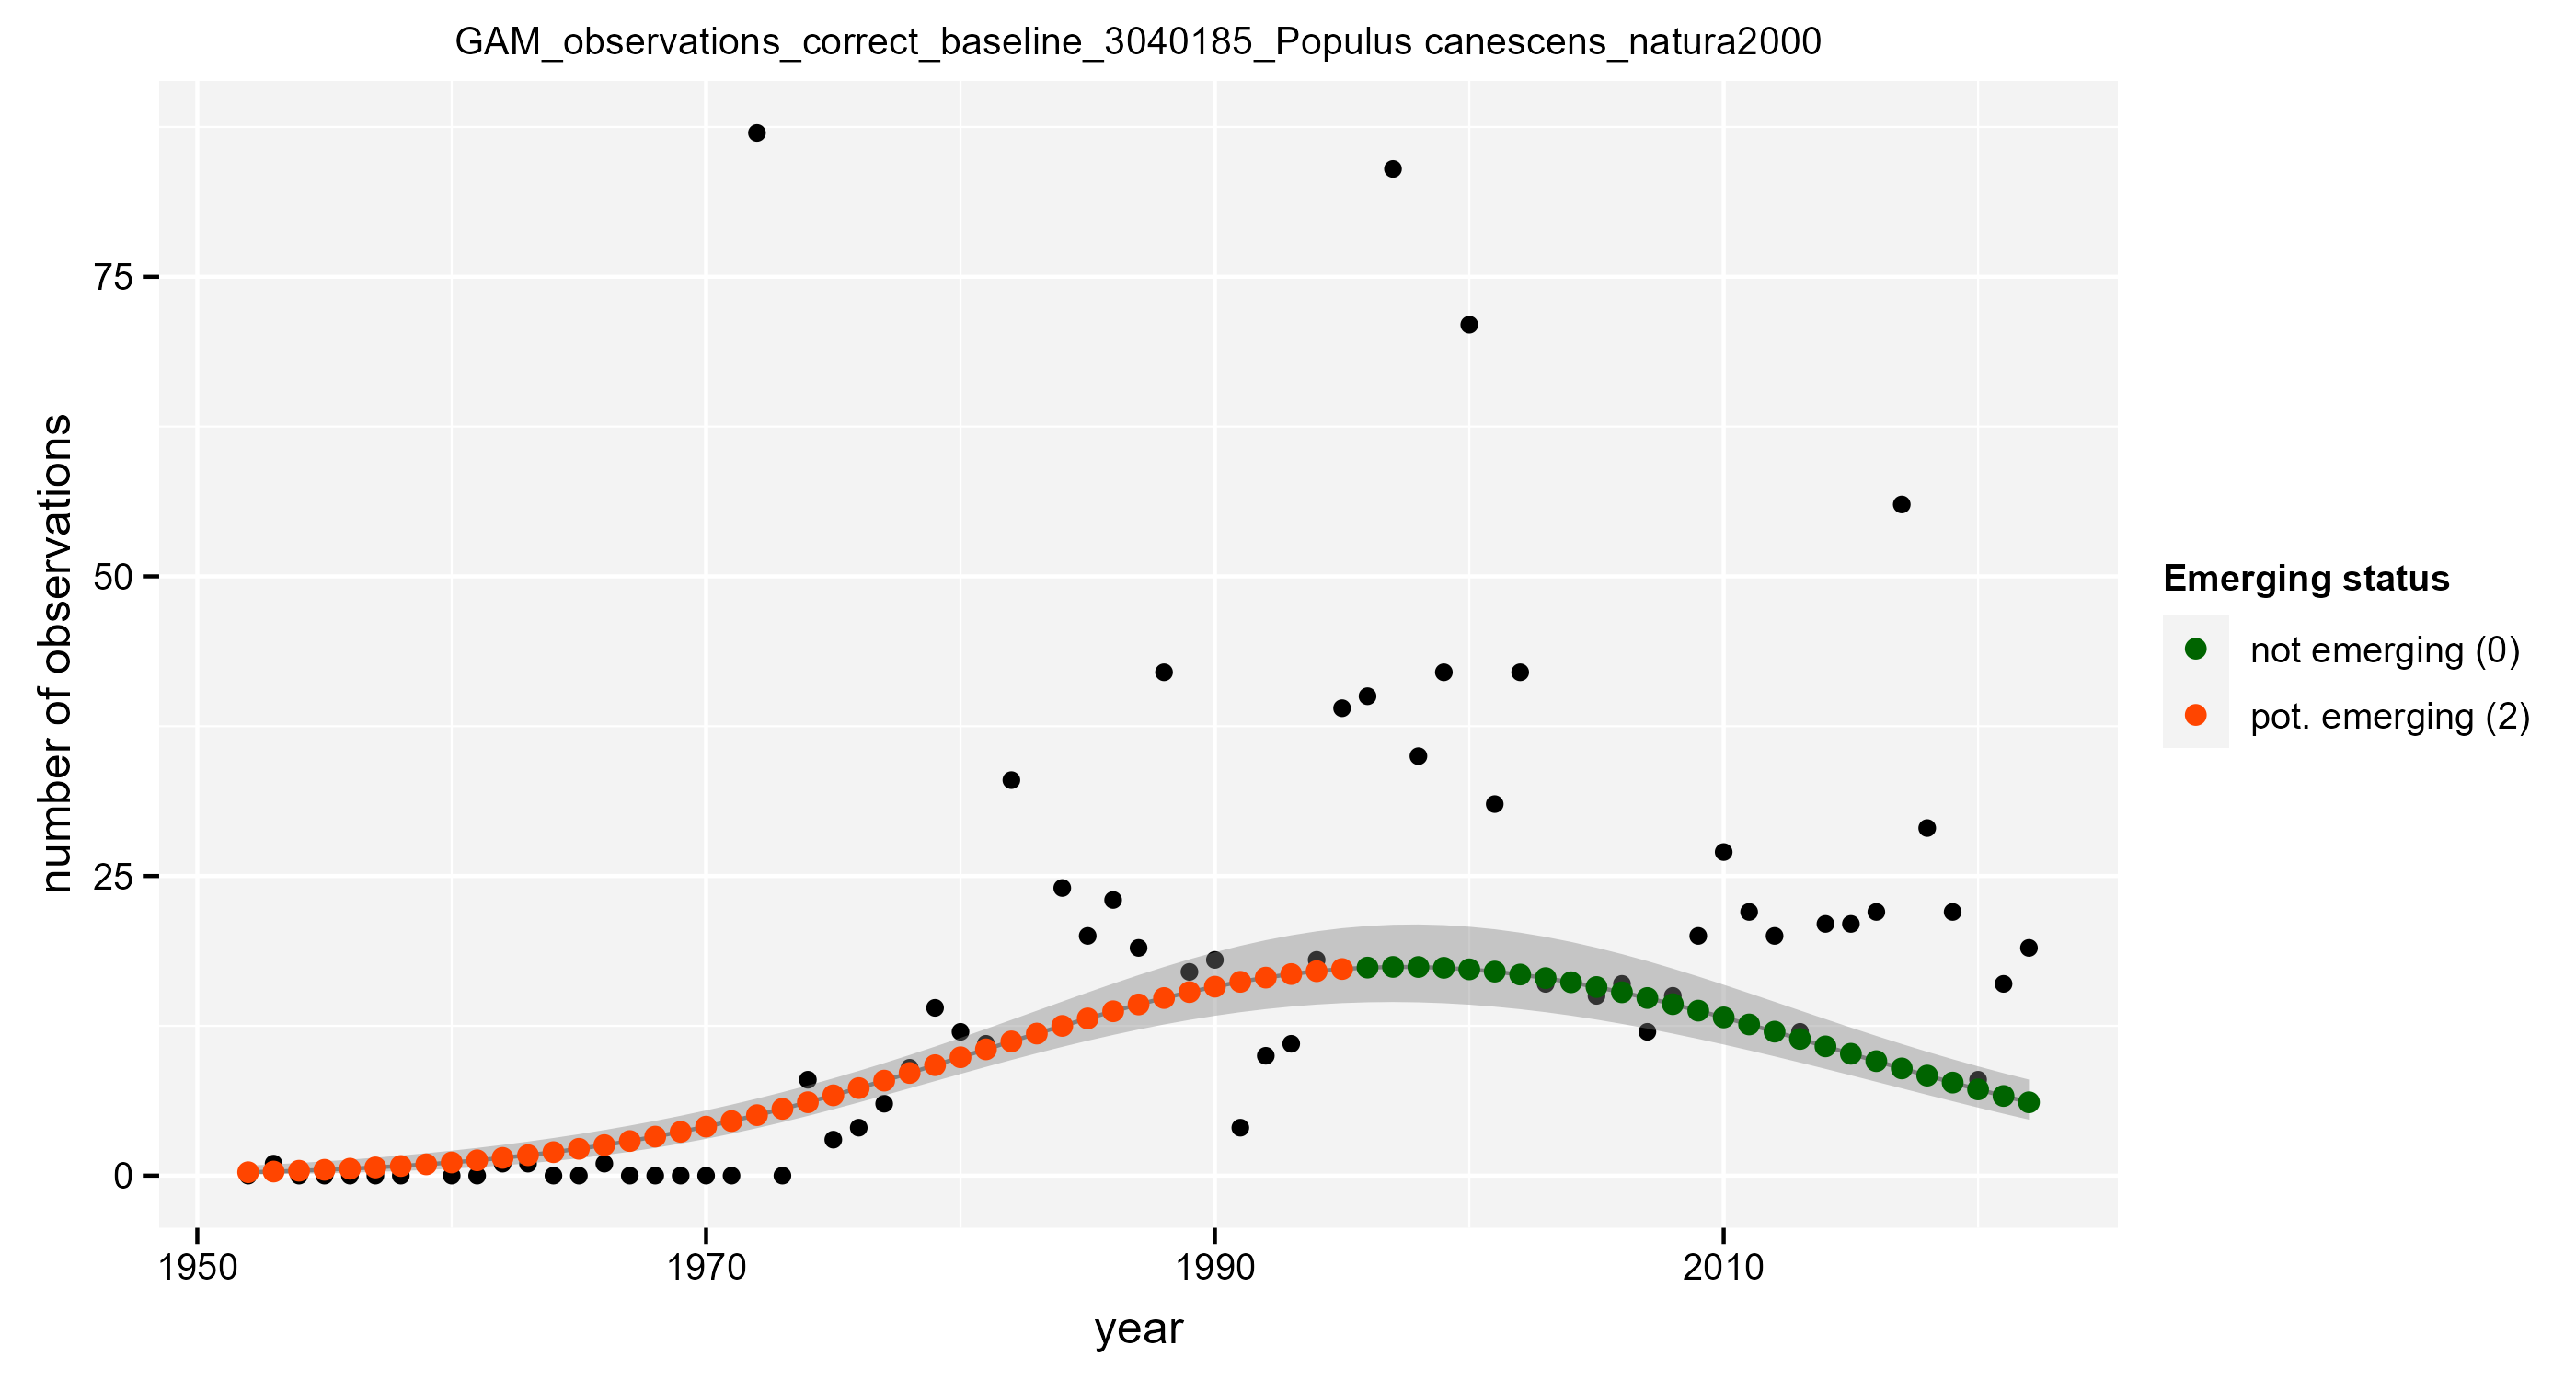 GAM_observations_correct_baseline_3040185_Populus canescens_natura2000
number of observations
75
50
25
0
1950 1970 1990 2010
year
Emerging status
not emerging (0)
pot. emerging (2)